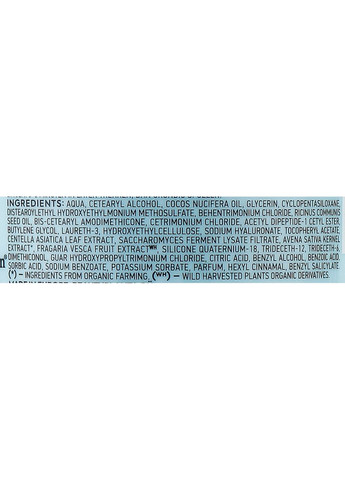 INGREDIENTS: AQUA, CETEARYL ALCOHOL, COCOS NUCIFERA OIL, GLYCERIN, CYCLOPENTASILOXANE,
DISTEAROYLETHYL HYDROXYETHYLMONIUM METHOSULFATE, BEHENTRIMONIUM CHLORIDE, RICINUS COMMUNIS
SEED OIL, BIS-CETEARYL AMODIMETHICONE, CETRIMONIUM CHLORIDE, ACETYL DIPEPTIDE-1 CETYL ESTER,
BUTYLENE GLYCOL, LAURETH-3, HYDROXYETHYLCELLULOSE, SODIUM HYALURONATE, TOCOPHERYL ACETATE,
CENTELLA ASIATICA LEAF EXTRACT, SACCHAROMYCES FERMENT LYSATE FILTRATE, AVENA SATIVA KERNEL
EXTRACT*, FRAGARIA VESCA FRUIT EXTRACTᵂᴴ, SILICONE QUATERNIUM-18, TRIDECETH-12, TRIDECETH-6,
DIMETHICONOL, GUAR HYDROXYPROPYLTRIMONIUM CHLORIDE, CITRIC ACID, BENZYL ALCOHOL, BENZOIC ACID,
SORBIC ACID, SODIUM BENZOATE, POTASSIUM SORBATE, PARFUM, HEXYL CINNAMAL, BENZYL SALICYLATE.
(*) – INGREDIENTS FROM ORGANIC FARMING, (ᵂᴴ) – WILD HARVESTED PLANTS ORGANIC DERIVATIVES.